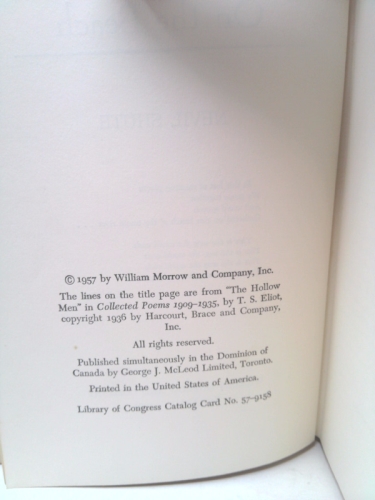 © 1957 by William Morrow and Company, Inc.
The lines on the title page are from "The Hollow
Men" in Collected Poems 1909–1935, by T. S. Eliot,
copyright 1936 by Harcourt, Brace and Company,
Inc.
All rights reserved.
Published simultaneously in the Dominion of
Canada by George J. McLeod Limited, Toronto.
Printed in the United States of America.
Library of Congress Catalog Card No. 57-9158